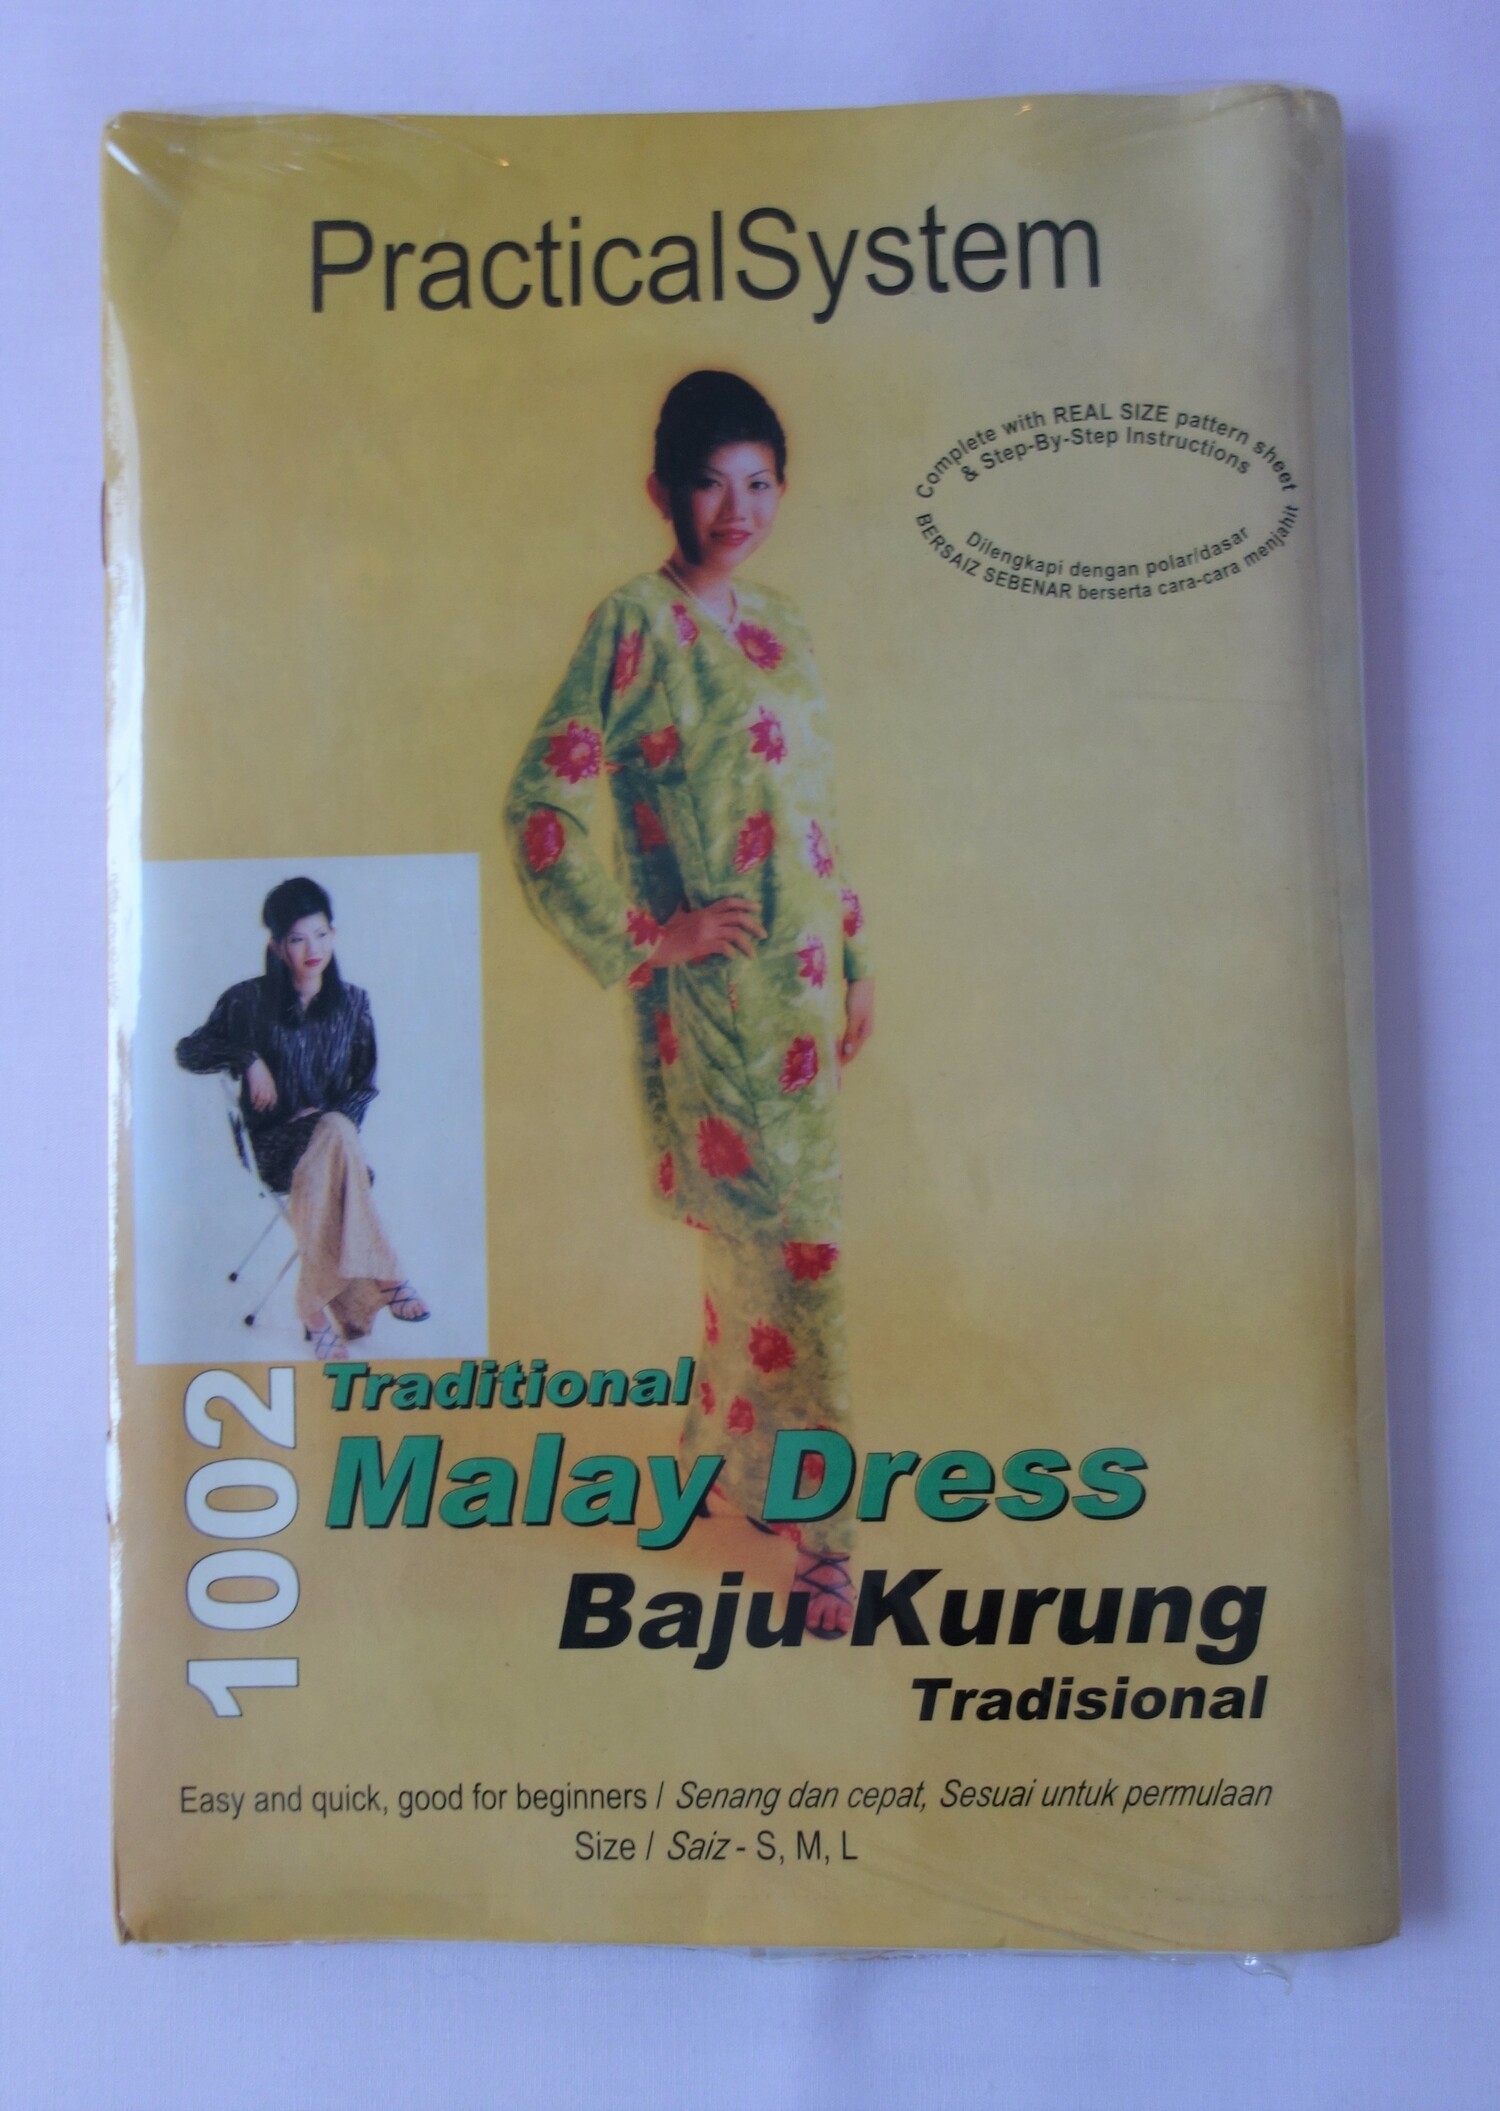 PracticalSystem
Complete with REAL SIZE pattern sheet
& Step-By-Step Instructions
Dilengkapi dengan polar/dasar
BERSAIZ SEBENAR berserta cara-cara menjahit
1002
Traditional
Malay Dress
Baju Kurung
Tradisional
Easy and quick, good for beginners / Senang dan cepat, Sesuai untuk permulaan
Size / Saiz - S, M, L